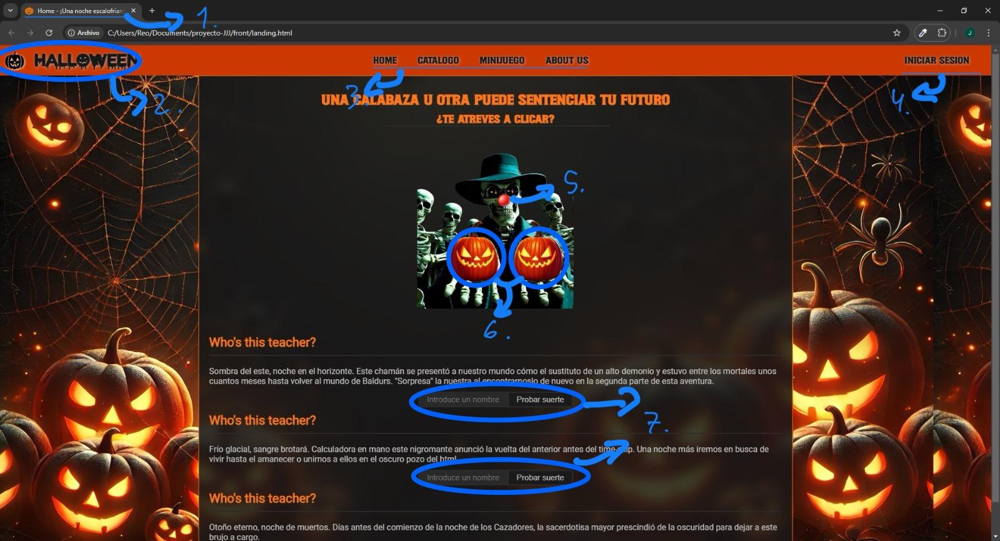 Home - ¡Una noche escalofrian
1.
Archivo
C:/Users/Reo/Documents/proyecto-JJJ/front/landing.html
J
HALLOWEEN
HOME CATALOGO MINIJUEGO ABOUT US
INICIAR SESION
2.
3.
4.
UNA CALABAZA U OTRA PUEDE SENTENCIAR TU FUTURO
¿TE ATREVES A CLICAR?
5.
6.
Who's this teacher?
Sombra del este, noche en el horizonte. Este chamán se presentó a nuestro mundo cómo el sustituto de un alto demonio y estuvo entre los mortales unos
cuantos meses hasta volver al mundo de Baldurs. "Sorpresa" la nuestra al encontrarnoslo de nuevo en la segunda parte de esta aventura.
Introduce un nombre Probar suerte
7.
Who's this teacher?
Frío glacial, sangre brotará. Calculadora en mano este nigromante anunció la vuelta del anterior antes del time skip. Una noche más iremos en busca de
vivir hasta el amanecer o unirnos a ellos en el oscuro pozo del html
Introduce un nombre Probar suerte
Who's this teacher?
Otoño eterno, noche de muertos. Días antes del comienzo de la noche de los Cazadores, la sacerdotisa mayor prescindió de la oscuridad para dejar a este
brujo a cargo.